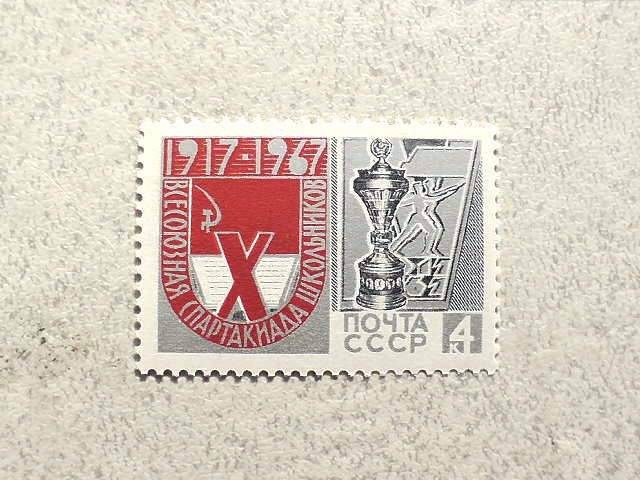 1917-1967
ВСЕСОЮЗНАЯ СПАРТАКИАДА ШКОЛЬНИКОВ
X
ПОЧТА
СССР
4
К